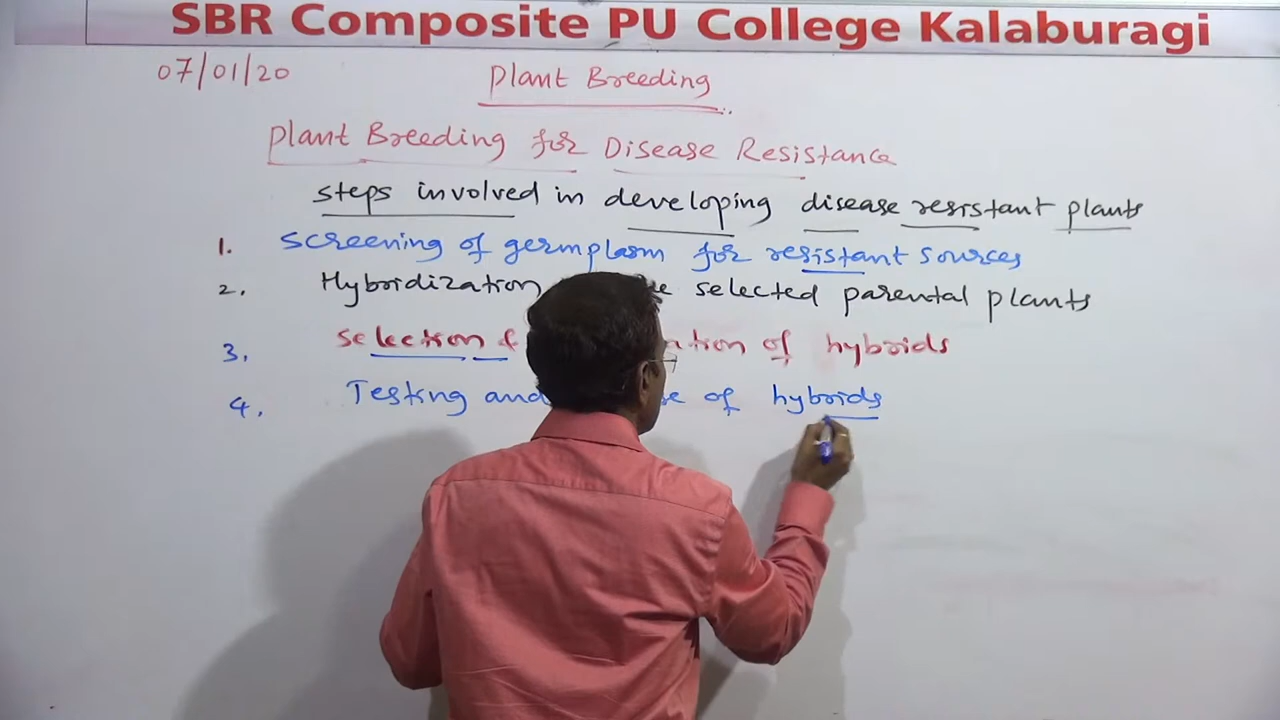 SBR Composite PU College Kalaburagi
07/01/20
Plant Breeding
Plant Breeding for Disease Resistance
steps involved in developing disease resistant plants
1. Screening of germplasm for resistant sources
2. Hybridization selected parental plants
3. selection & of hybrids
4. Testing and of hybrids